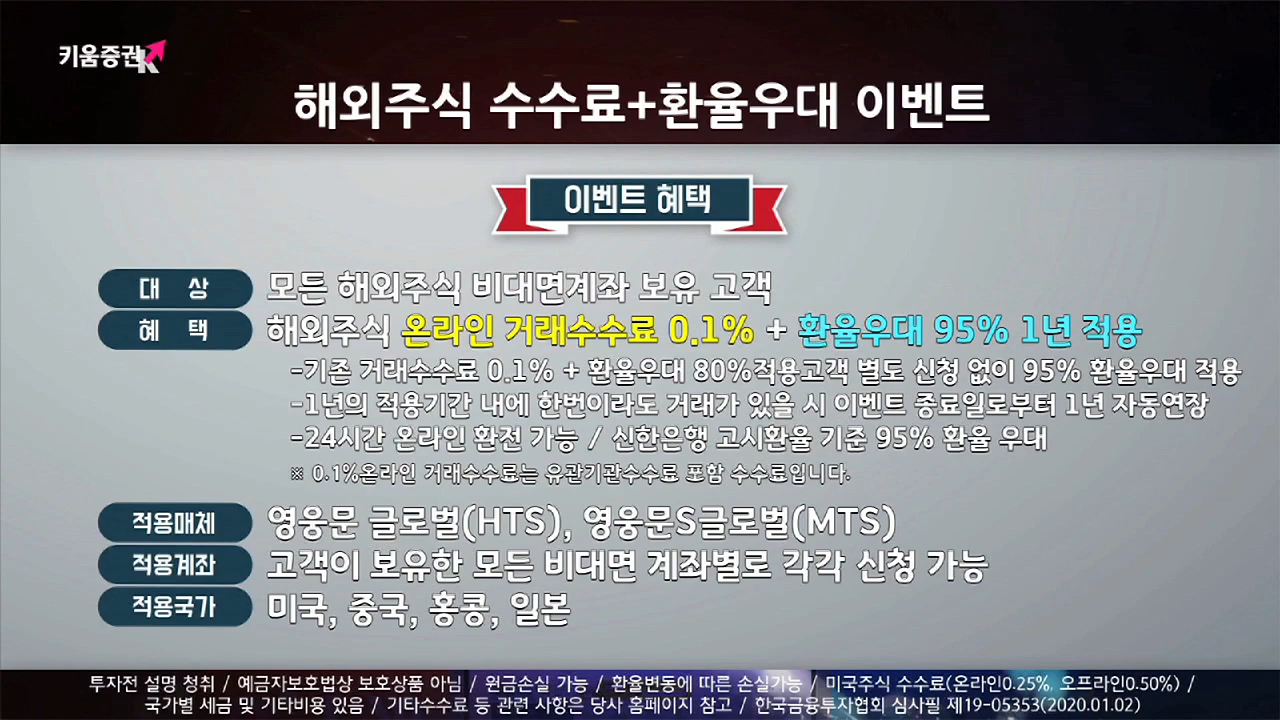 키움증권
해외주식 수수료+환율우대 이벤트
이벤트 혜택
대 상 모든 해외주식 비대면계좌 보유 고객
혜 택 해외주식 온라인 거래수수료 0.1% + 환율우대 95% 1년 적용
-기존 거래수수료 0.1% + 환율우대 80%적용고객 별도 신청 없이 95% 환율우대 적용
-1년의 적용기간 내에 한번이라도 거래가 있을 시 이벤트 종료일로부터 1년 자동연장
-24시간 온라인 환전 가능 / 신한은행 고시환율 기준 95% 환율 우대
※ 0.1%온라인 거래수수료는 유관기관수수료 포함 수수료입니다.
적용매체 영웅문 글로벌(HTS), 영웅문S글로벌(MTS)
적용계좌 고객이 보유한 모든 비대면 계좌별로 각각 신청 가능
적용국가 미국, 중국, 홍콩, 일본
투자전 설명 청취 / 예금자보호법상 보호상품 아님 / 원금손실 가능 / 환율변동에 따른 손실가능 / 미국주식 수수료(온라인0.25%, 오프라인0.50%) /
국가별 세금 및 기타비용 있음 / 기타수수료 등 관련 사항은 당사 홈페이지 참고 / 한국금융투자협회 심사필 제19-05353(2020.01.02)